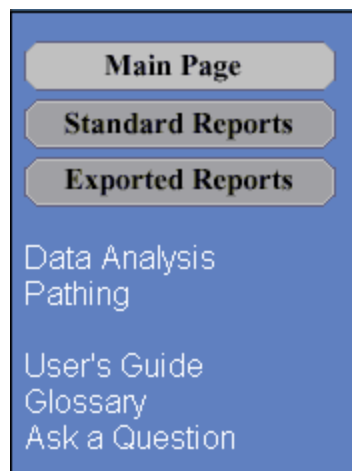 Main Page
Standard Reports
Exported Reports
Data Analysis
Pathing
User's Guide
Glossary
Ask a Question